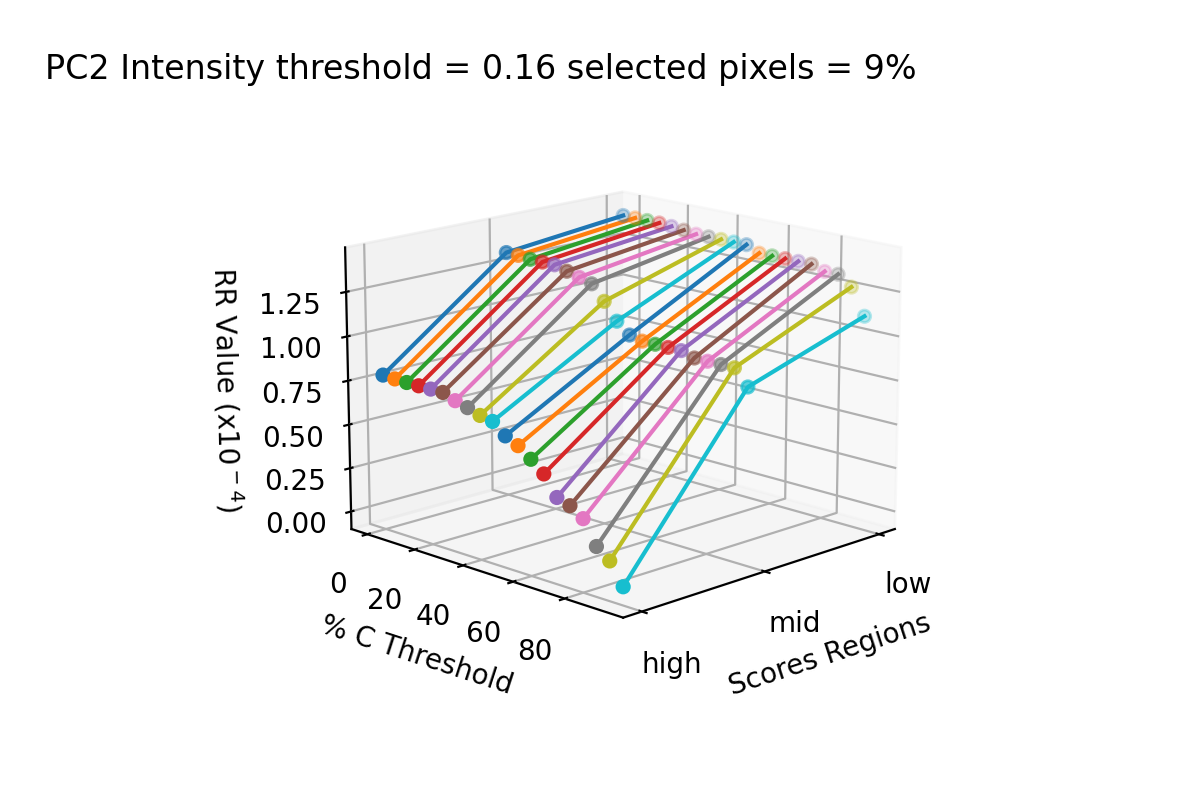 PC2 Intensity threshold = 0.16 selected pixels = 9%
RR Value (x10⁻⁴)
1.25
1.00
0.75
0.50
0.25
0.00
0
20
40
60
80
% C Threshold
high
mid
low
Scores Regions